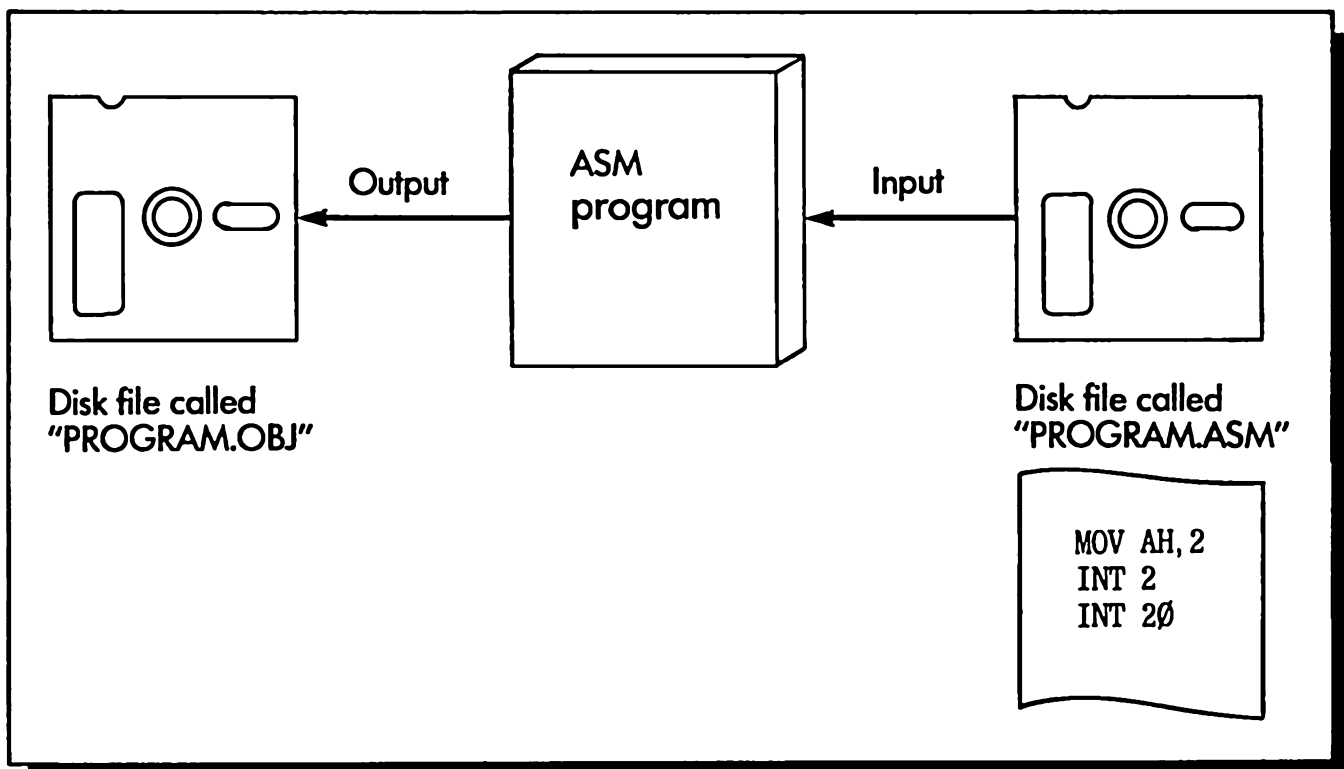 Output
ASM
program
Input
Disk file called
"PROGRAM.OBJ"
Disk file called
"PROGRAM.ASM"
MOV AH,2
INT 2
INT 2Ø